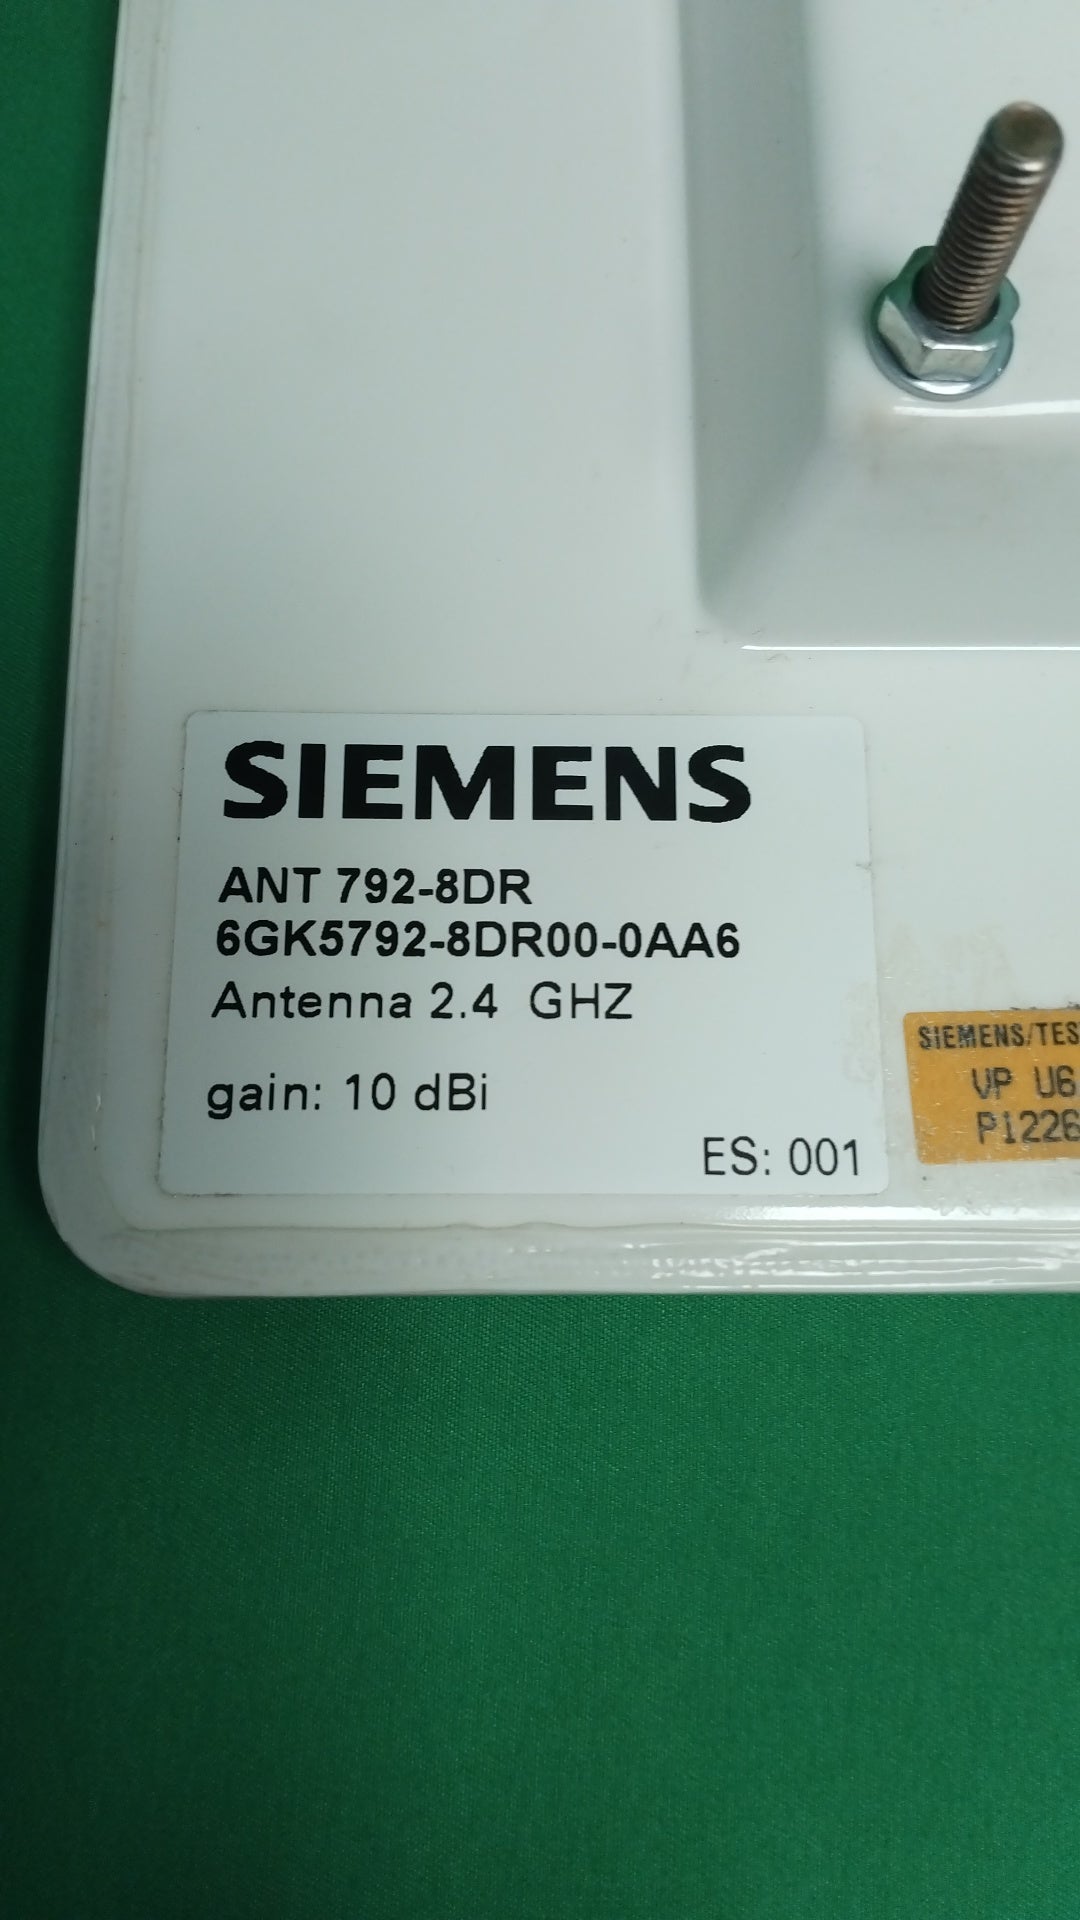 SIEMENS
ANT 792-8DR
6GK5792-8DR00-0AA6
Antenna 2.4 GHZ
gain: 10 dBi
ES: 001
SIEMENS/TES
VP U6
P1226